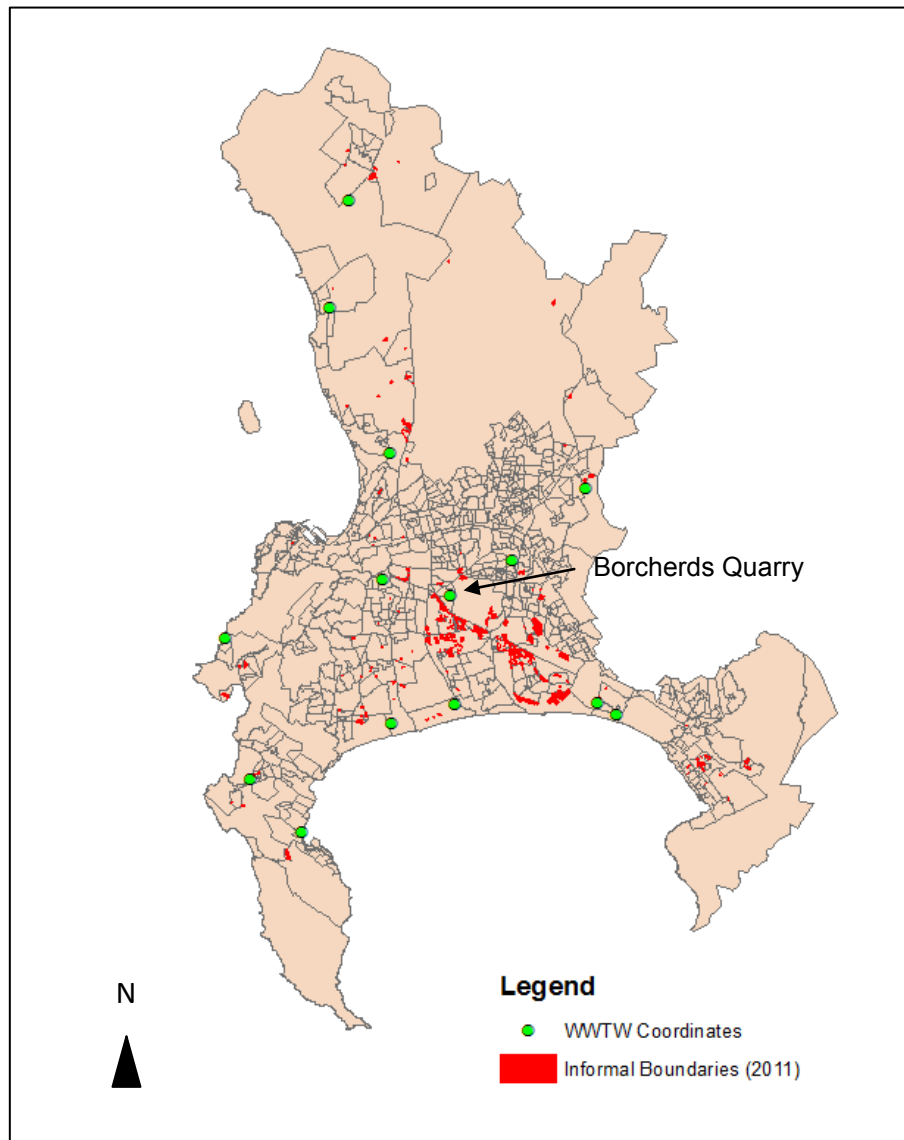 Borcherds Quarry
N
Legend
WWTW Coordinates
Informal Boundaries (2011)